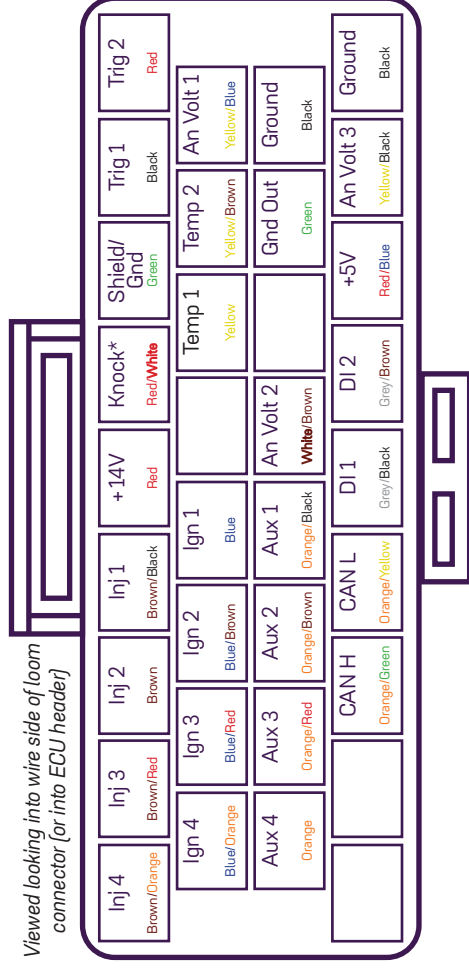 Viewed looking into wire side of loom
connector (or into ECU header)
Inj 4
Brown/Orange
Inj 3
Brown/Red
Inj 2
Brown
Inj 1
Brown/Black
+14V
Red
Knock*
Red/White
Shield/
Gnd
Green
Trig 1
Black
Trig 2
Red
Ign 4
Blue/Orange
Ign 3
Blue/Red
Ign 2
Blue/Brown
Ign 1
Blue
Temp 1
Yellow
Temp 2
Yellow/Brown
An Volt 1
Yellow/Blue
Aux 4
Orange
Aux 3
Orange/Red
Aux 2
Orange/Brown
Aux 1
Orange/Black
An Volt 2
White/Brown
Gnd Out
Green
Ground
Black
CAN H
Orange/Green
CAN L
Orange/Yellow
DI 1
Grey/Black
DI 2
Grey/Brown
+5V
Red/Blue
An Volt 3
Yellow/Black
Ground
Black